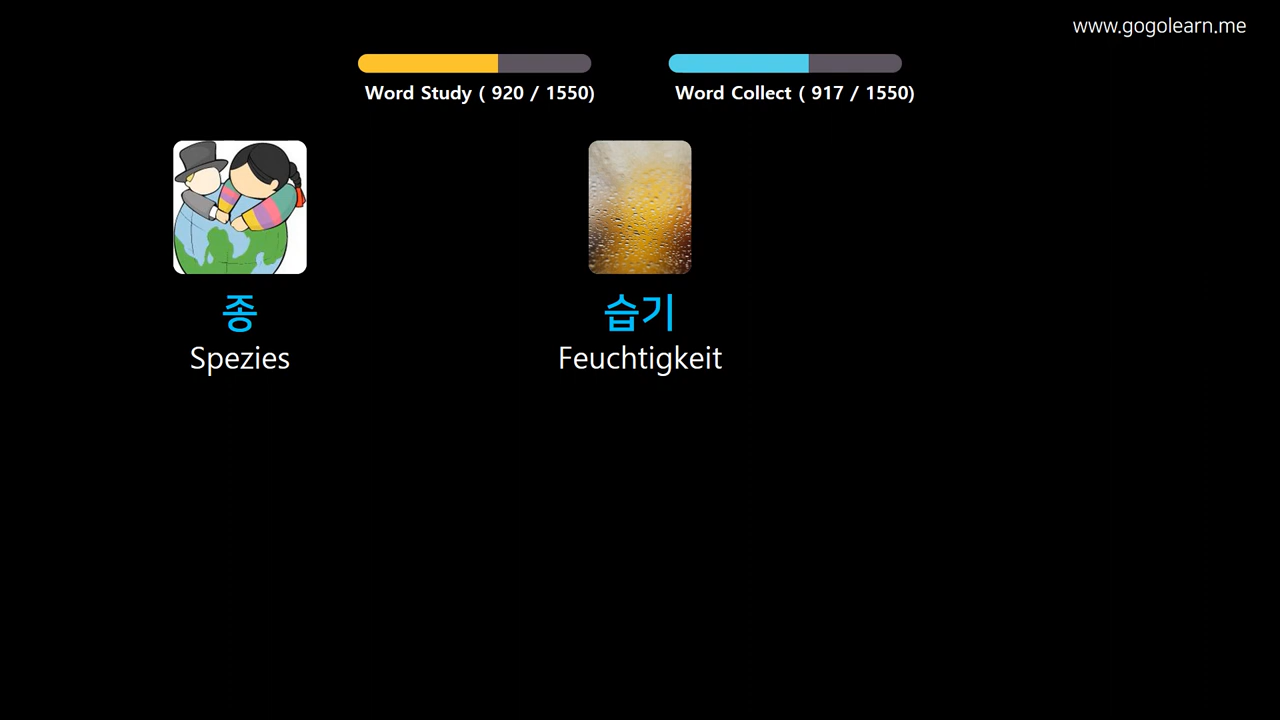 www.gogolearn.me
Word Study ( 920 / 1550)
Word Collect ( 917 / 1550)
종
Spezies
습기
Feuchtigkeit